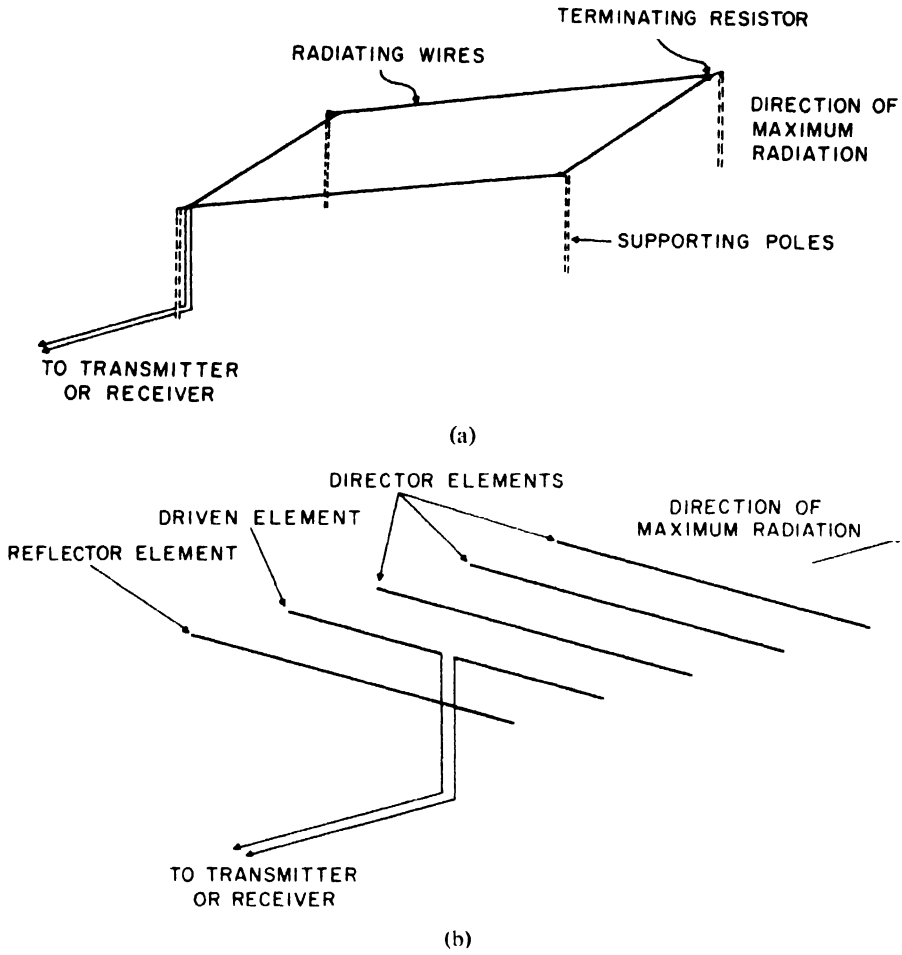 TERMINATING RESISTOR
RADIATING WIRES
DIRECTION OF
MAXIMUM
RADIATION
SUPPORTING POLES
TO TRANSMITTER
OR RECEIVER
(a)
DIRECTOR ELEMENTS
DIRECTION OF
MAXIMUM RADIATION
DRIVEN ELEMENT
REFLECTOR ELEMENT
TO TRANSMITTER
OR RECEIVER
(b)